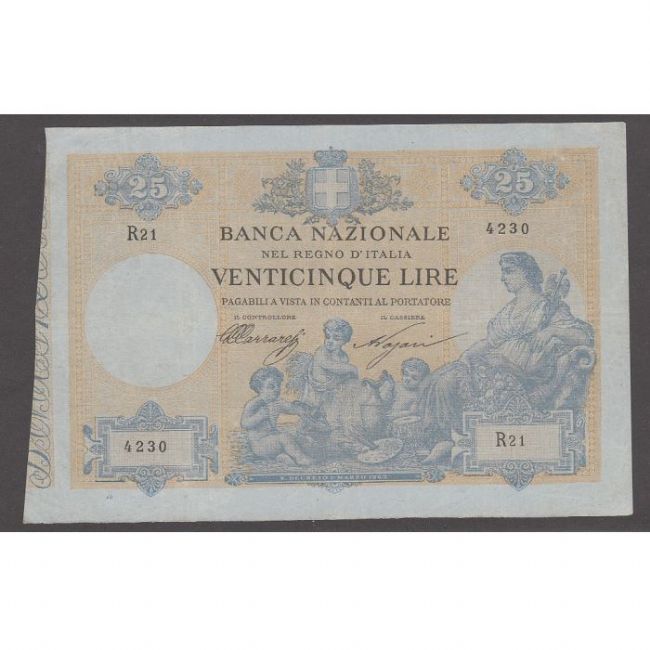 25
25
R21
4230
BANCA NAZIONALE
NEL REGNO D'ITALIA
VENTICINQUE LIRE
PAGABILI A VISTA IN CONTANTI AL PORTATORE
IL CONTROLLORE
IL CASSIERE
4230
R21